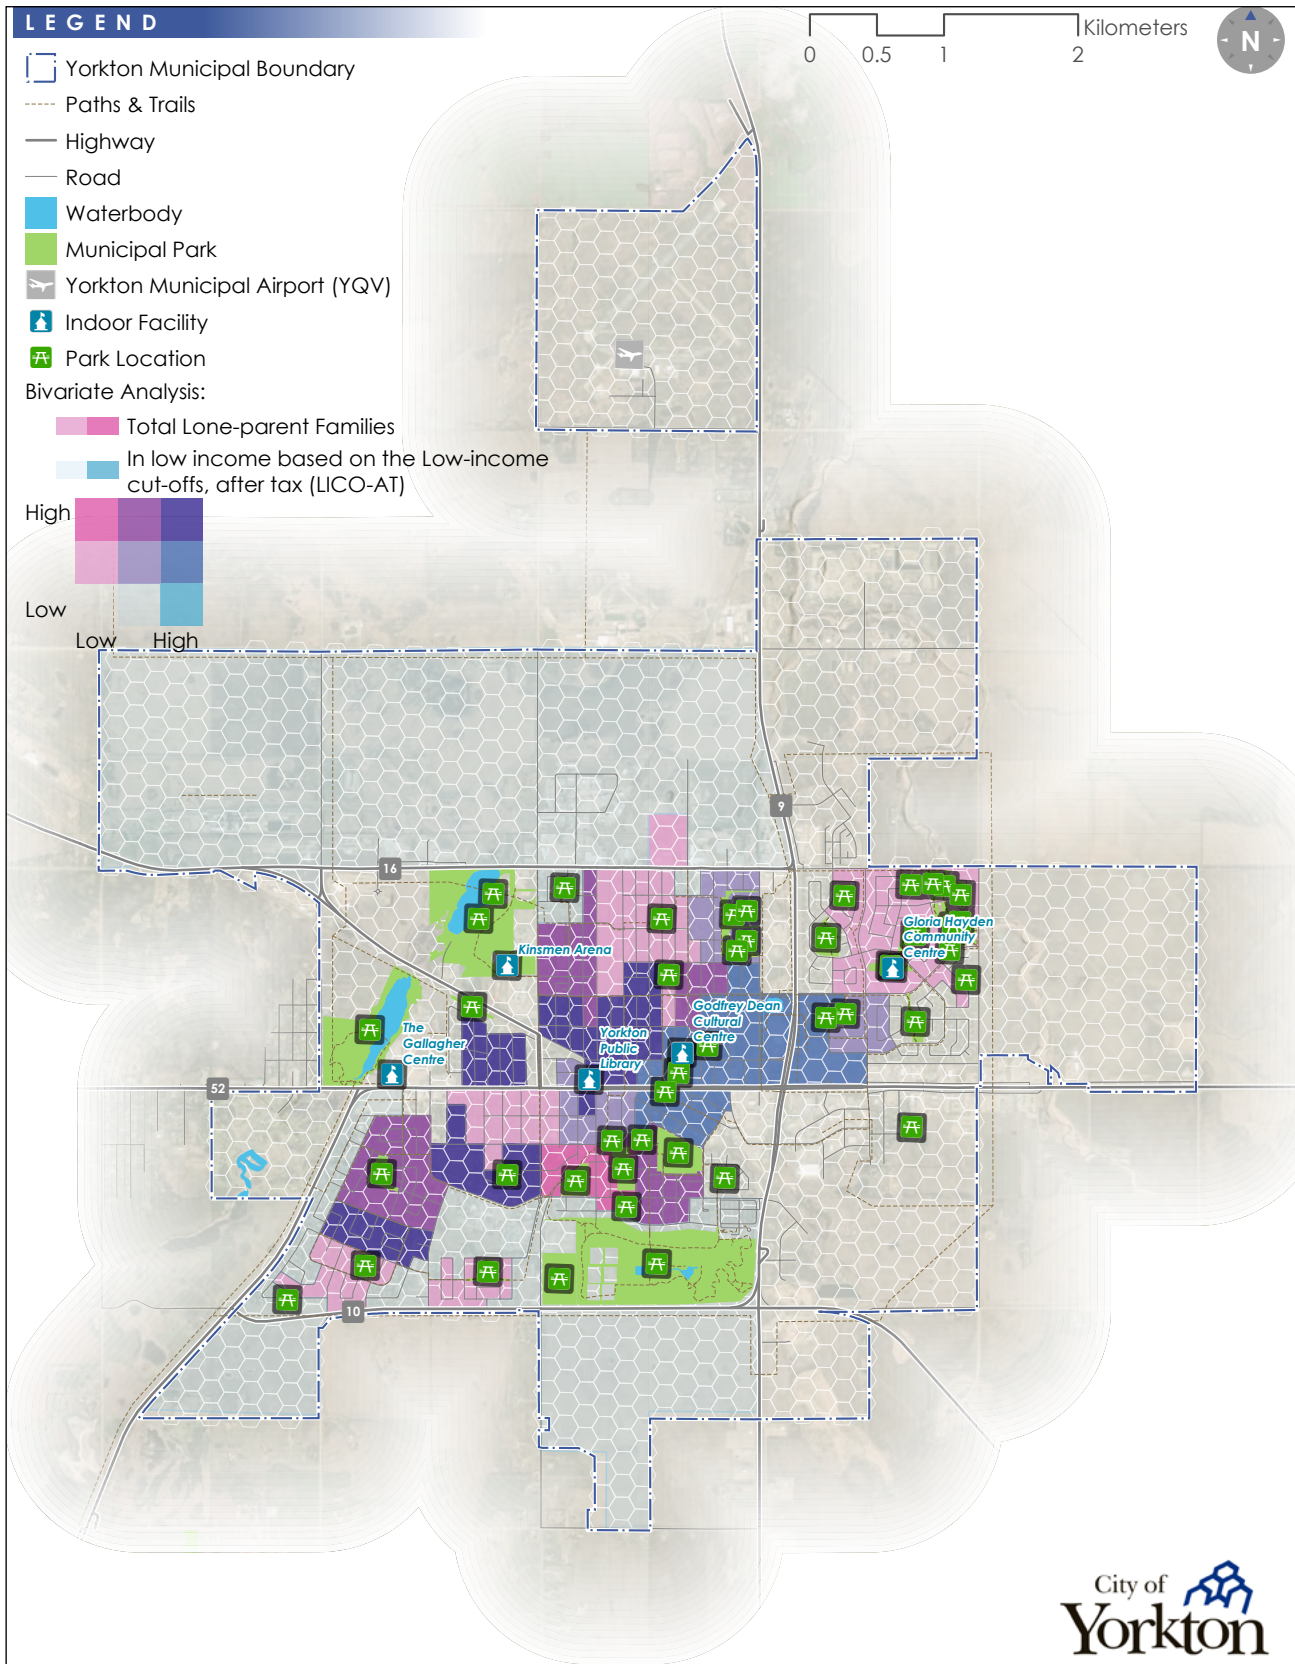 LEGEND
Yorkton Municipal Boundary
Paths & Trails
Highway
Road
Waterbody
Municipal Park
Yorkton Municipal Airport (YQV)
Indoor Facility
Park Location
Bivariate Analysis:
Total Lone-parent Families
In low income based on the Low-income
cut-offs, after tax (LICO-AT)
High
Low
Low High
Kilometers
0 0.5 1 2
N
9
16
Gloria Hayden
Community
Centre
Kinsmen Arena
Godfrey Dean
Cultural
Centre
The
Gallagher
Centre
Yorkton
Public
Library
52
10
City of
Yorkton